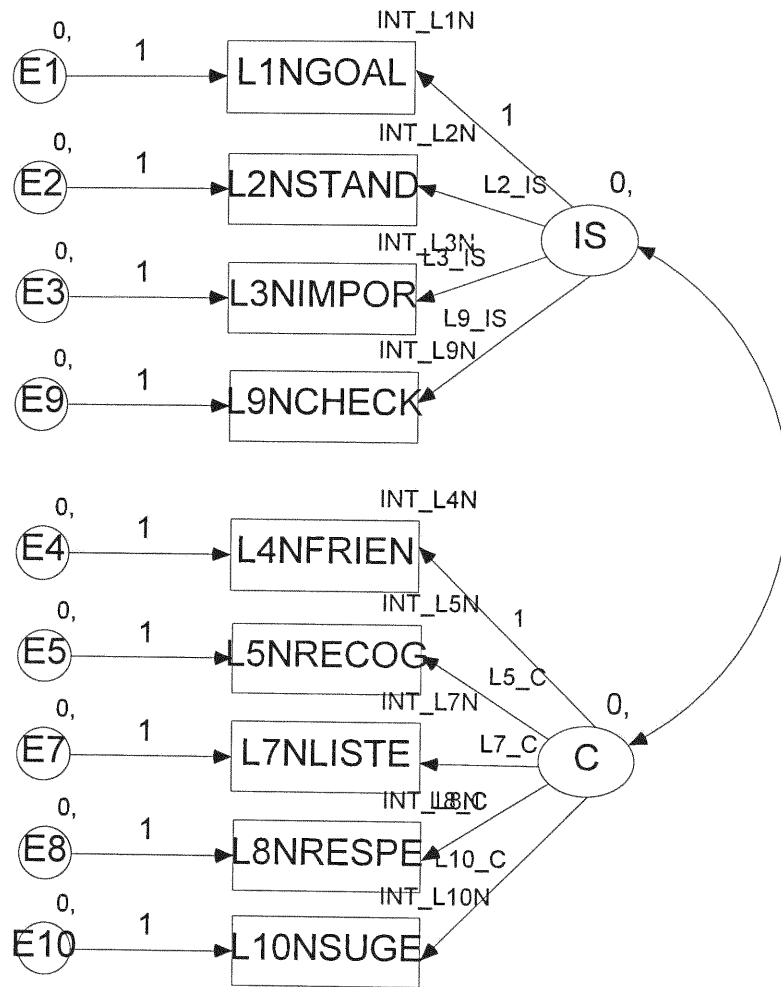 INT_L1N
0,
E1 1 L1NGOAL
1
INT_L2N
0,
E2 1 L2NSTAND
L2_IS
0,
IS
INT_L3N
0,
L3_IS
E3 1 L3NIMPOR
L9_IS
INT_L9N
0,
E9 1 L9NCHECK
INT_L4N
0,
E4 1 L4NFRIEN
INT_L5N
1
0,
E5 1 L5NRECOG
L5_C
INT_L7N
0,
0,
E7 1 L7NLISTE
L7_C
C
INT_L8N
L8_C
0,
E8 1 L8NRESPE
L10_C
INT_L10N
0,
E10 1 L10NSUGE